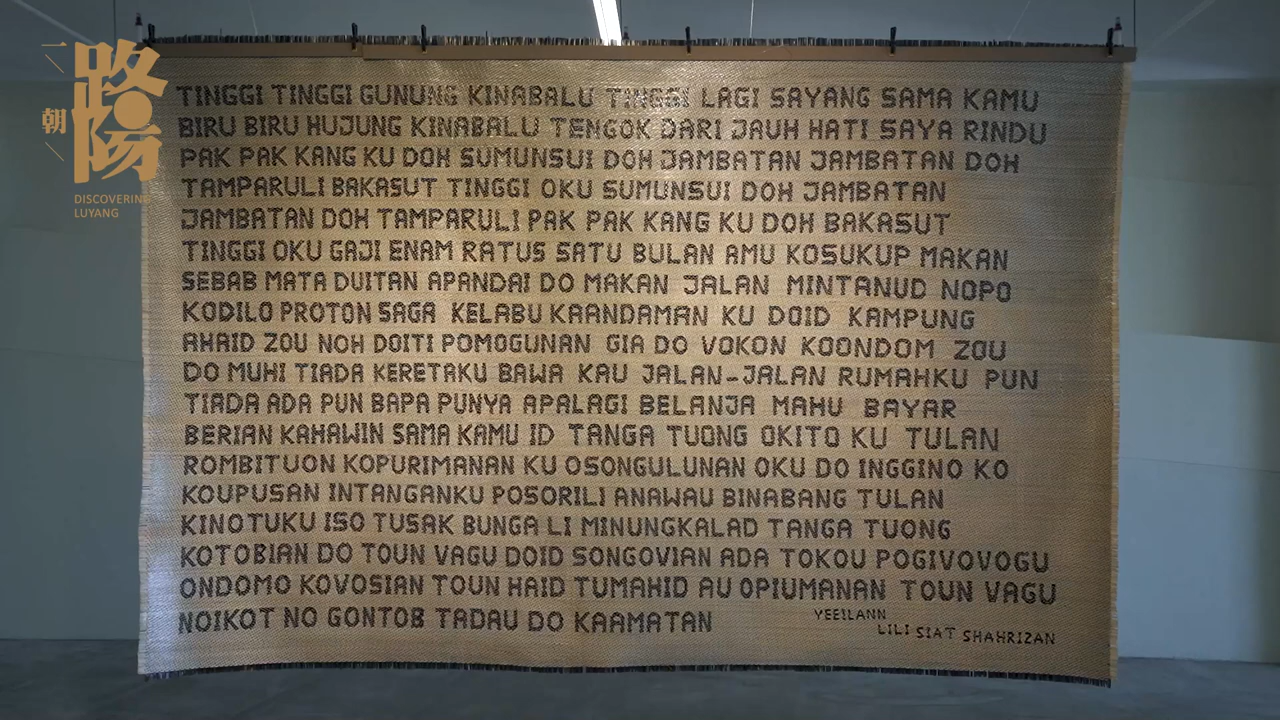 一路朝陽
DISCOVERING
LUYANG
TINGGI TINGGI GUNUNG KINABALU TINGGI LAGI SAYANG SAMA KAMU
BIRU BIRU HUJUNG KINABALU TENGOK DARI JAUH HATI SAYA RINDU
PAK PAK KANG KU DOH SUMUNSUI DOH JAMBATAN JAMBATAN DOH
TAMPARULI BAKASUT TINGGI OKU SUMUNSUI DOH JAMBATAN
JAMBATAN DOH TAMPARULI PAK PAK KANG KU DOH BAKASUT
TINGGI OKU GAJI ENAM RATUS SATU BULAN AMU KOSUKUP MAKAN
SEBAB MATA DUITAN APANDAI DO MAKAN JALAN MINTANUD NOPO
KODILO PROTON SAGA KELABU KAANDAMAN KU DOID KAMPUNG
AHAID ZOU NOH DOITI POMOGUNAN GIA DO VOKON KOONDOM ZOU
DO MUHI TIADA KERETAKU BAWA KAU JALAN-JALAN RUMAHKU PUN
TIADA ADA PUN BAPA PUNYA APALAGI BELANJA MAHU BAYAR
BERIAN KAHAWIN SAMA KAMU ID TANGA TUONG OKITO KU TULAN
ROMBITUON KOPURIMANAN KU OSONGULUNAN OKU DO INGGINO KO
KOUPUSAN INTANGANKU POSORILI ANAWAU BINABANG TULAN
KINOTUKU ISO TUSAK BUNGA LI MINUNGKALAD TANGA TUONG
KOTOBIAN DO TOUN VAGU DOID SONGOVIAN ADA TOKOU POGIVOVOGU
ONDOMO KOVOSIAN TOUN HAID TUMAHID AU OPIUMANAN TOUN VAGU
NOIKOT NO GONTOB TADAU DO KAAMATAN
YEEILANN
LILI SIAT SHAHRIZAN